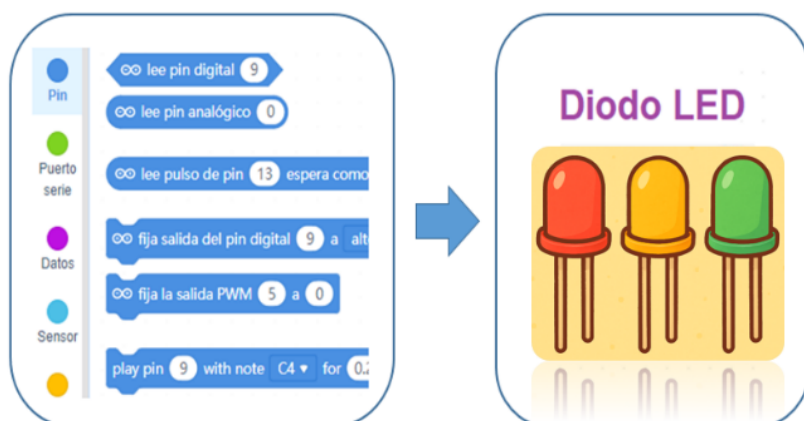 Pin
Puerto
serie
Datos
Sensor
lee pin digital 9
lee pin analógico 0
lee pulso de pin 13 espera como
fija salida del pin digital 9 a
fija la salida PWM 5 a 0
play pin 9 with note C4 for
Diodo LED